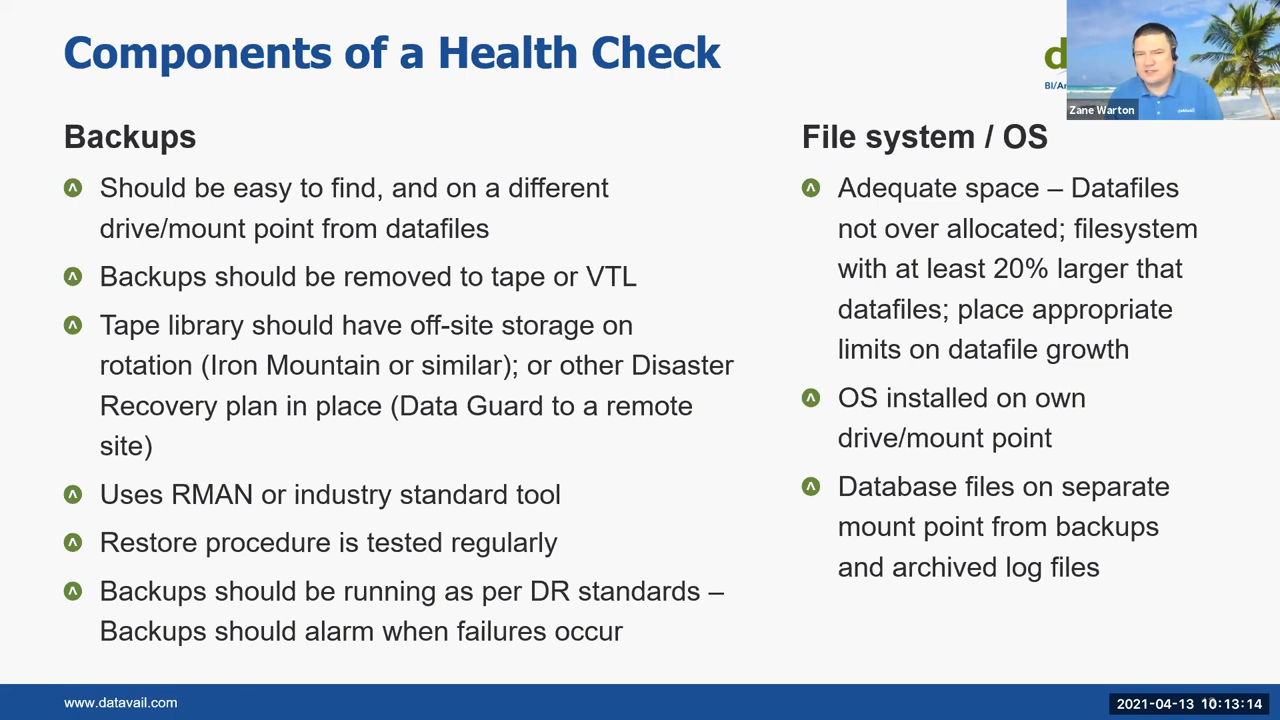 Components of a Health Check
d
BI/An
Zane Warton
Backups
Should be easy to find, and on a different
drive/mount point from datafiles
Backups should be removed to tape or VTL
Tape library should have off-site storage on
rotation (Iron Mountain or similar); or other Disaster
Recovery plan in place (Data Guard to a remote
site)
Uses RMAN or industry standard tool
Restore procedure is tested regularly
Backups should be running as per DR standards –
Backups should alarm when failures occur
File system / OS
Adequate space – Datafiles
not over allocated; filesystem
with at least 20% larger that
datafiles; place appropriate
limits on datafile growth
OS installed on own
drive/mount point
Database files on separate
mount point from backups
and archived log files
www.datavail.com
2021-04-13 10:13:14